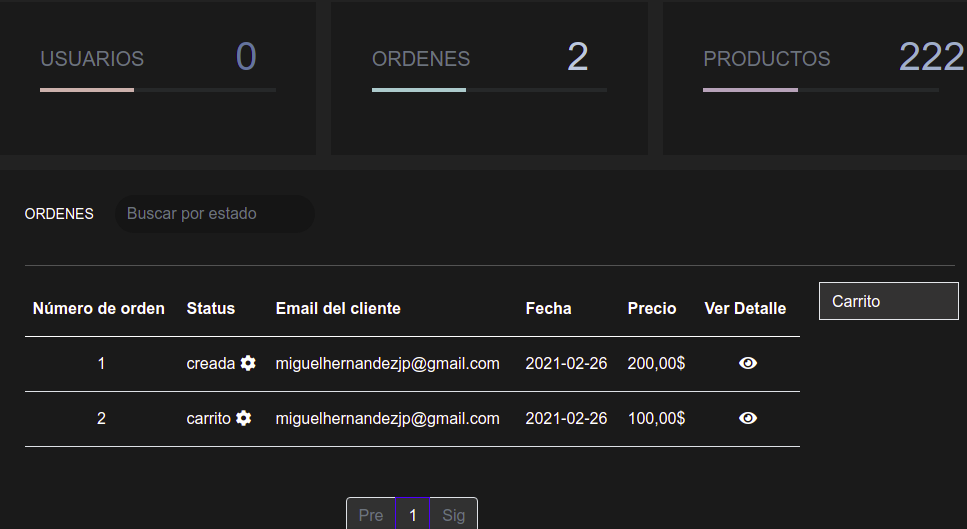 USUARIOS 0 ORDENES 2 PRODUCTOS 222
ORDENES Buscar por estado
Número de orden Status Email del cliente Fecha Precio Ver Detalle Carrito
1 creada miguelhernandezjp@gmail.com 2021-02-26 200,00$
2 carrito miguelhernandezjp@gmail.com 2021-02-26 100,00$
Pre 1 Sig